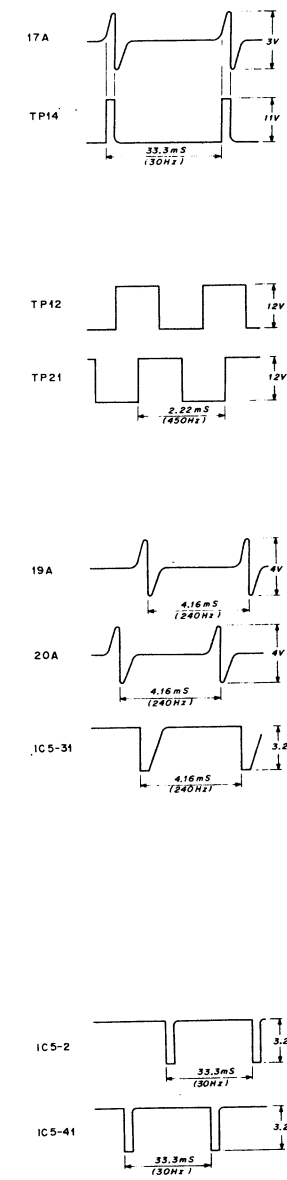 17A
3V
TP14
11V
33.3mS
(30Hz)
TP12
12V
TP21
12V
2.22mS
(450Hz)
19A
4V
4.16mS
(240Hz)
20A
4V
4.16mS
(240Hz)
IC5-31
3.2
4.16mS
(240Hz)
IC5-2
3.2
33.3mS
(30Hz)
IC5-41
3.2
33.3mS
(30Hz)